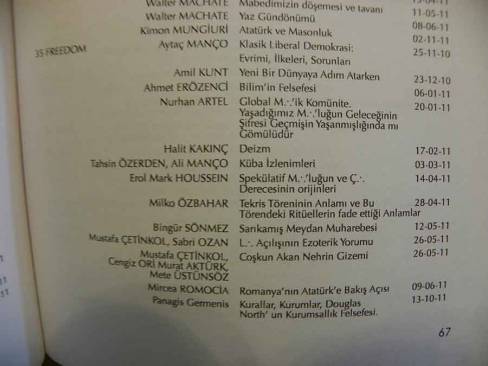 Walter MACHATE Mabedimizin döşemesi ve tavanı 13-04-11
Walter MACHATE Yaz Gündönümü 11-05-11
Kimon MUNGIURI Atatürk ve Masonluk 08-06-11
35 FREEDOM Aytaç MANÇO Klasik Liberal Demokrasi: 02-11-11
Evrimi, İlkeleri, Sorunları 25-11-10
Amil KUNT Yeni Bir Dünyaya Adım Atarken 23-12-10
Ahmet ERÖZENCİ Bilim'in Felsefesi 06-01-11
Nurhan ARTEL Global M.·.'ik Komünite. 20-01-11
Yaşadığımız M.·.'luğun Geleceğinin
Şifresi Geçmişin Yaşanmışlığında mı
Gömülüdür
Halit KAKINÇ Deizm 17-02-11
Tahsin ÖZERDEN, Ali MANÇO Küba İzlenimleri 03-03-11
Erol Mark HOUSSEIN Spekülatif M.·.'luğun ve Ç.·. 14-04-11
Derecesinin orijinleri
Milko ÖZBAHAR Tekris Töreninin Anlamı ve Bu 28-04-11
Törendeki Ritüellerin fade ettiği Anlamlar
Bingür SÖNMEZ Sarıkamış Meydan Muharebesi 12-05-11
Mustafa ÇETİNKOL, Sabri OZAN L.·. Açılışının Ezoterik Yorumu 26-05-11
Mustafa ÇETİNKOL, Coşkun Akan Nehrin Gizemi 26-05-11
Cengiz ORİ Murat AKTÜRK,
Mete ÜSTÜNSÖZ
Mircea ROMOCIA Romanya'nın Atatürk'e Bakış Açısı 09-06-11
Panagis Germenis Kurallar, Kurumlar, Douglas 13-10-11
North' un Kurumsallık Felsefesi.
67